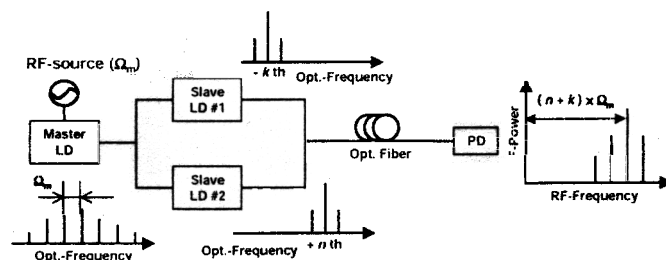 RF-source (Ωm)
Master
LD
Ωm
Opt.-Frequency
Slave
LD #1
Slave
LD #2
- k th
Opt.-Frequency
Opt.-Frequency
+ n th
Opt. Fiber
PD
F-Power
(n + k) x Ωm
RF-Frequency